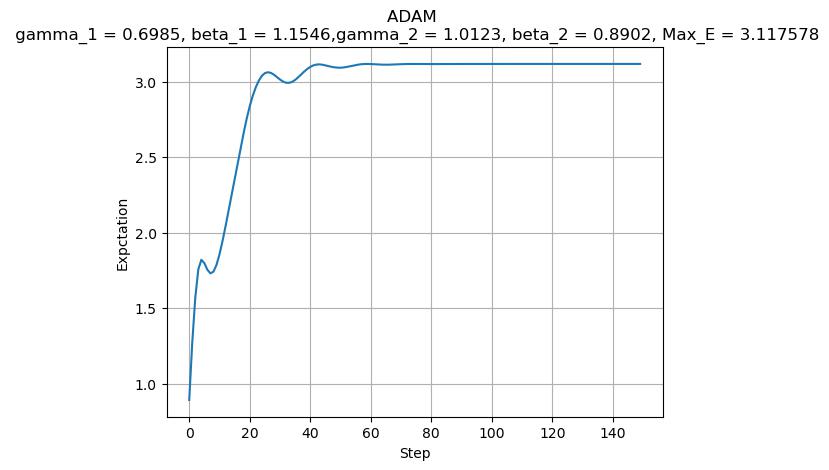 ADAM
gamma_1 = 0.6985, beta_1 = 1.1546,gamma_2 = 1.0123, beta_2 = 0.8902, Max_E = 3.117578
3.0
2.5
2.0
1.5
1.0
Expctation
0 20 40 60 80 100 120 140
Step